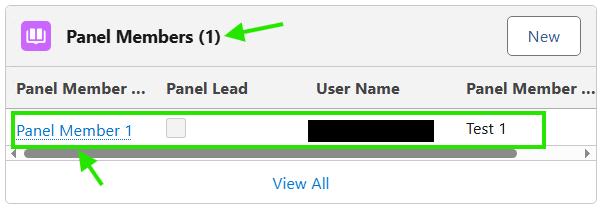 Panel Members (1)
New
Panel Member ... Panel Lead User Name Panel Member
Panel Member 1 Test 1
View All